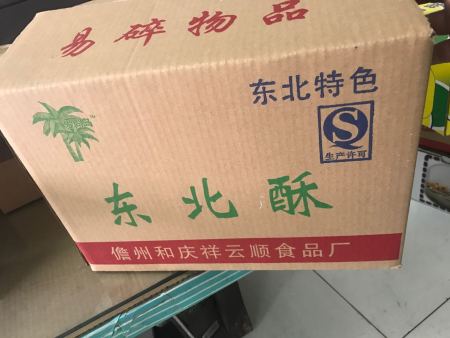 易碎物品
东北特色
生产许可
东北酥
儋州和庆祥云顺食品厂